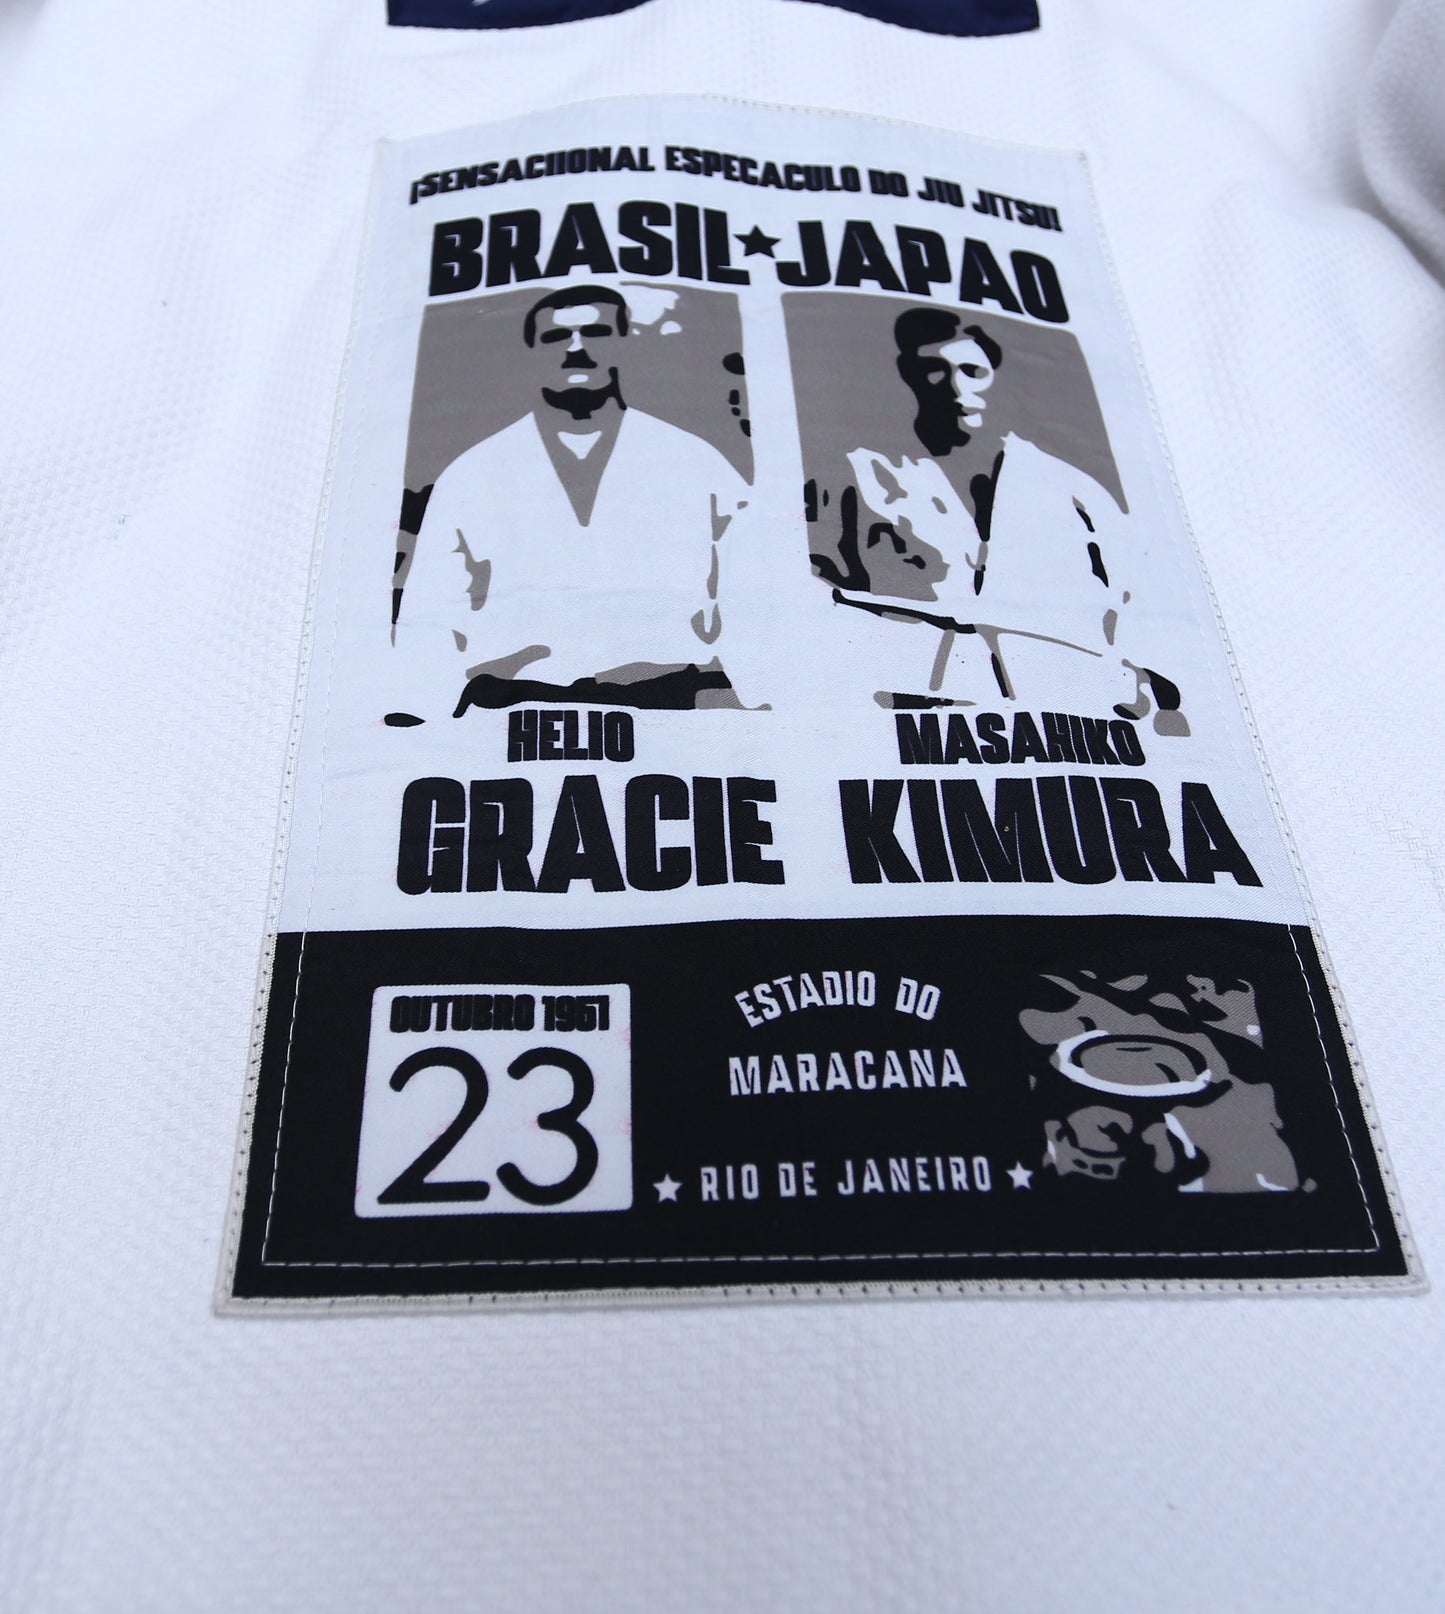 ¡SENSACIIONAL ESPECACULO DO JIU JITSU!
BRASIL★JAPAO
HELIO
GRACIE
MASAHIKO
KIMURA
OUTUBRO 1961
23
ESTADIO DO
MARACANA
★ RIO DE JANEIRO ★